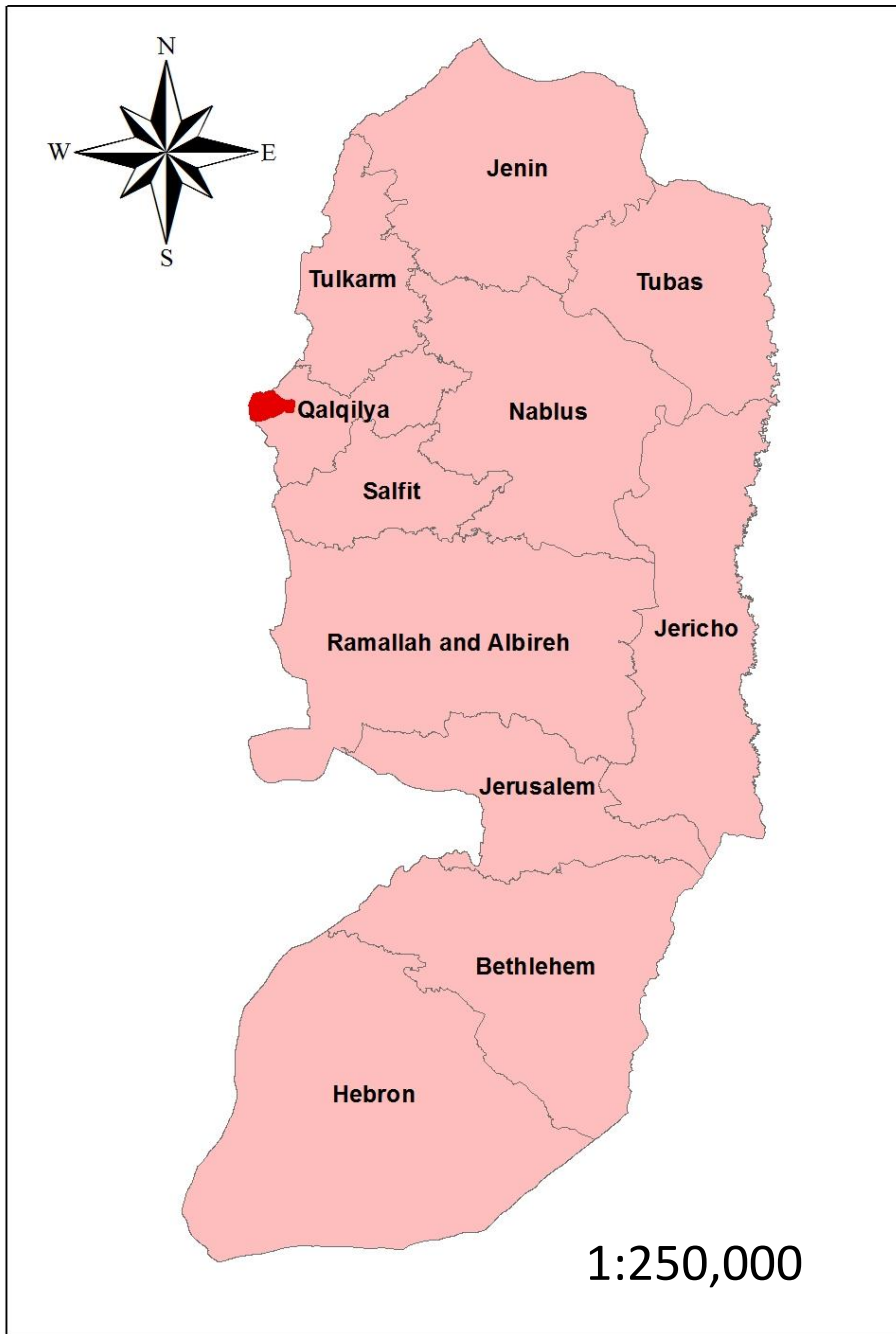 N
W E
S
Jenin
Tulkarm
Tubas
Qalqilya
Nablus
Salfit
Ramallah and Albireh
Jericho
Jerusalem
Bethlehem
Hebron
1:250,000